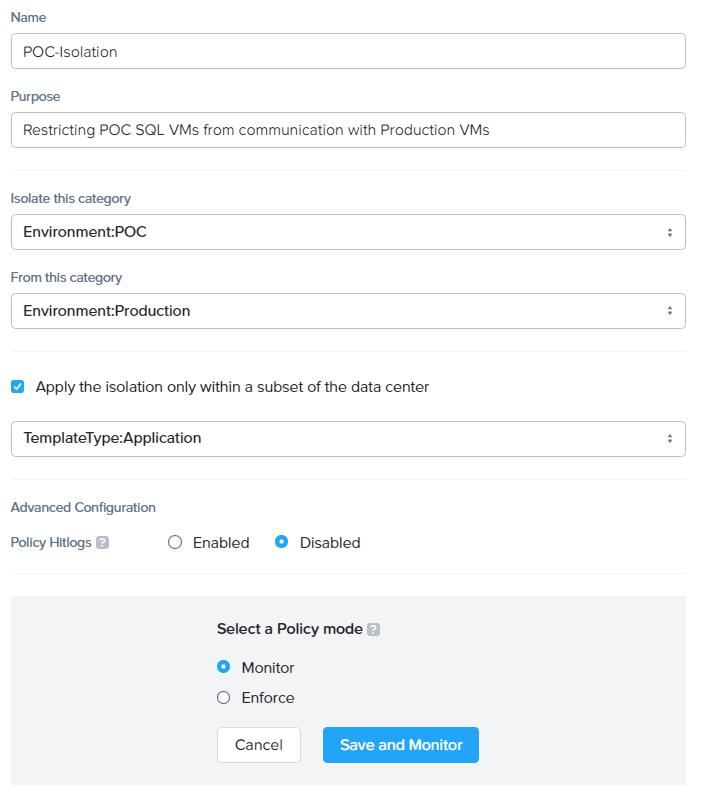 Name
POC-Isolation
Purpose
Restricting POC SQL VMs from communication with Production VMs
Isolate this category
Environment:POC
From this category
Environment:Production
Apply the isolation only within a subset of the data center
TemplateType:Application
Advanced Configuration
Policy Hitlogs ? Enabled Disabled
Select a Policy mode ?
Monitor
Enforce
Cancel Save and Monitor